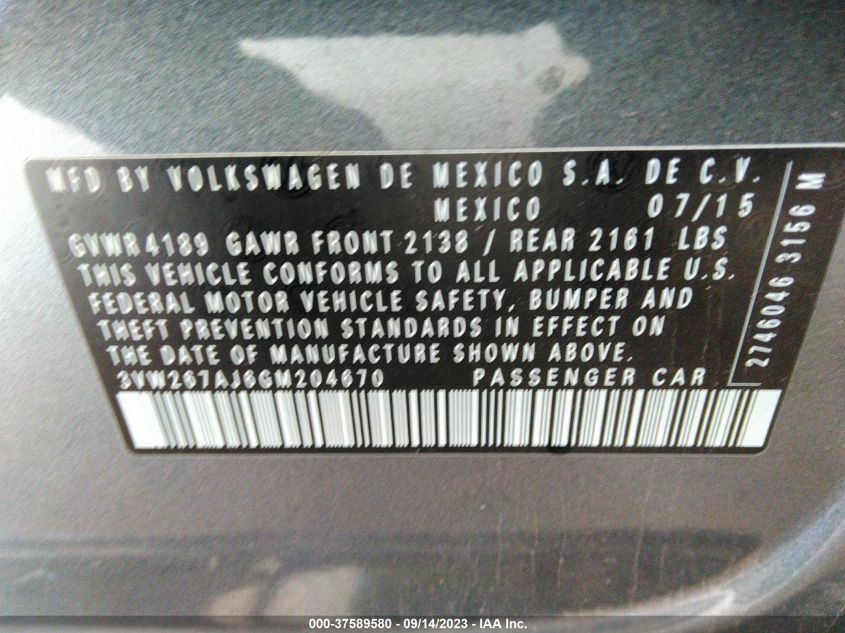 MFD BY VOLKSWAGEN DE MEXICO S.A. DE C.V.
MEXICO 07/15
GVWR 4189 GAWR FRONT 2138 / REAR 2161 LBS
THIS VEHICLE CONFORMS TO ALL APPLICABLE U.S.
FEDERAL MOTOR VEHICLE SAFETY, BUMPER AND
THEFT PREVENTION STANDARDS IN EFFECT ON
THE DATE OF MANUFACTURE SHOWN ABOVE.
3VW267AJ6GM204670 PASSENGER CAR
2746046 3156 M
000-37589580 - 09/14/2023 - IAA Inc.